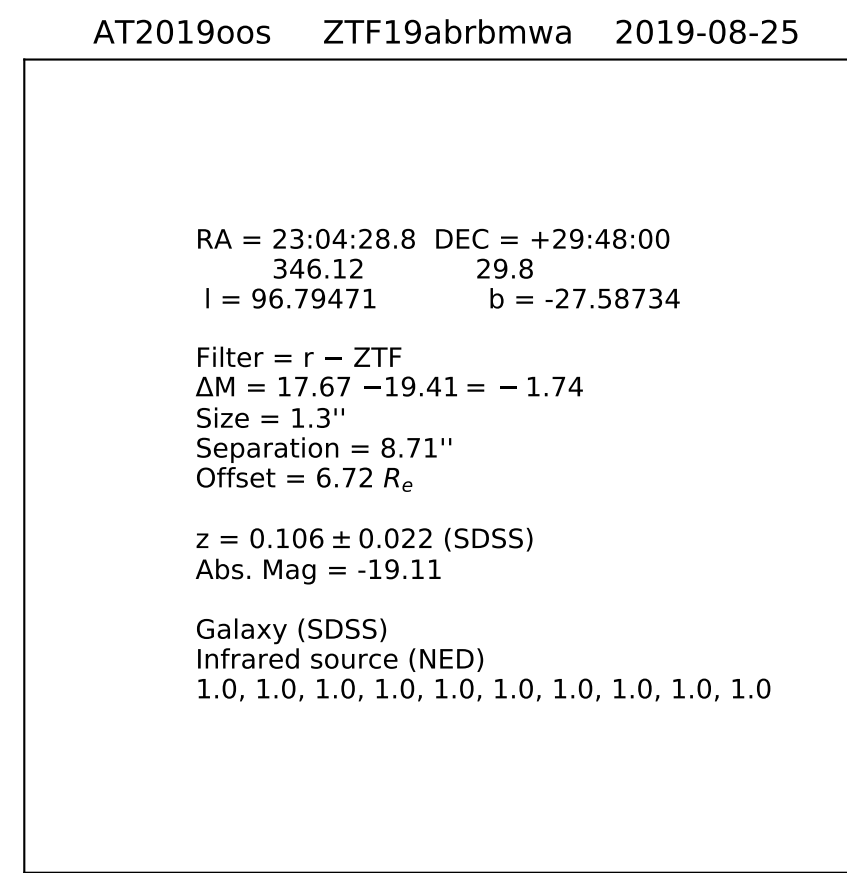 AT2019oos ZTF19abrbmwa 2019-08-25
RA = 23:04:28.8 DEC = +29:48:00
346.12 29.8
l = 96.79471 b = -27.58734
Filter = r − ZTF
ΔM = 17.67 −19.41 = − 1.74
Size = 1.3''
Separation = 8.71''
Offset = 6.72 Rₑ
z = 0.106 ± 0.022 (SDSS)
Abs. Mag = -19.11
Galaxy (SDSS)
Infrared source (NED)
1.0, 1.0, 1.0, 1.0, 1.0, 1.0, 1.0, 1.0, 1.0, 1.0